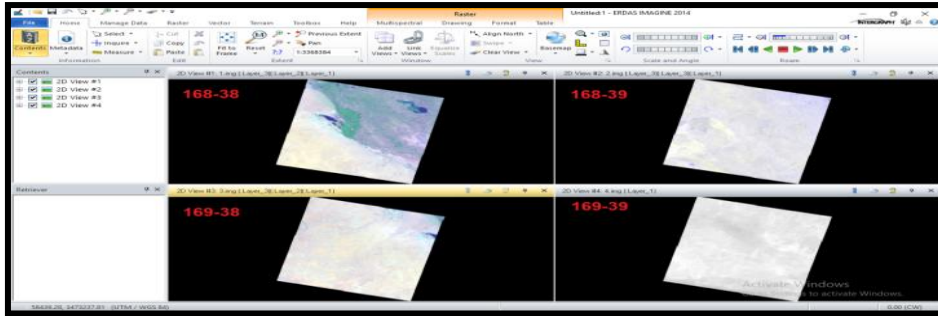 Raster
Untitled:1 - ERDAS IMAGINE 2014
File Home Manage Data Raster Vector Terrain Toolbox Help Multispectral Drawing Format Table
INTERGRAPH
Contents Metadata Select Inquire Measure
Cut Copy Paste
Fit to Frame Reset Previous Extent Pan
Add Views Link Views Equalize Scales
Align North Swipe Clear View Basemap
Information Edit Extent Window View Scale and Angle Roam
Contents
2D View #1
2D View #2
2D View #3
2D View #4
Retriever
2D View #1: 1.img (:Layer_3)(:Layer_2)(:Layer_1)
168-38
2D View #2: 2.img (:Layer_3)(:Layer_2)(:Layer_1)
168-39
2D View #3: 3.img (:Layer_3)(:Layer_2)(:Layer_1)
169-38
2D View #4: 4.img (:Layer_1)
169-39
Activate Windows
to activate Windows.
(UTM / WGS 84)
0.00 (CW)